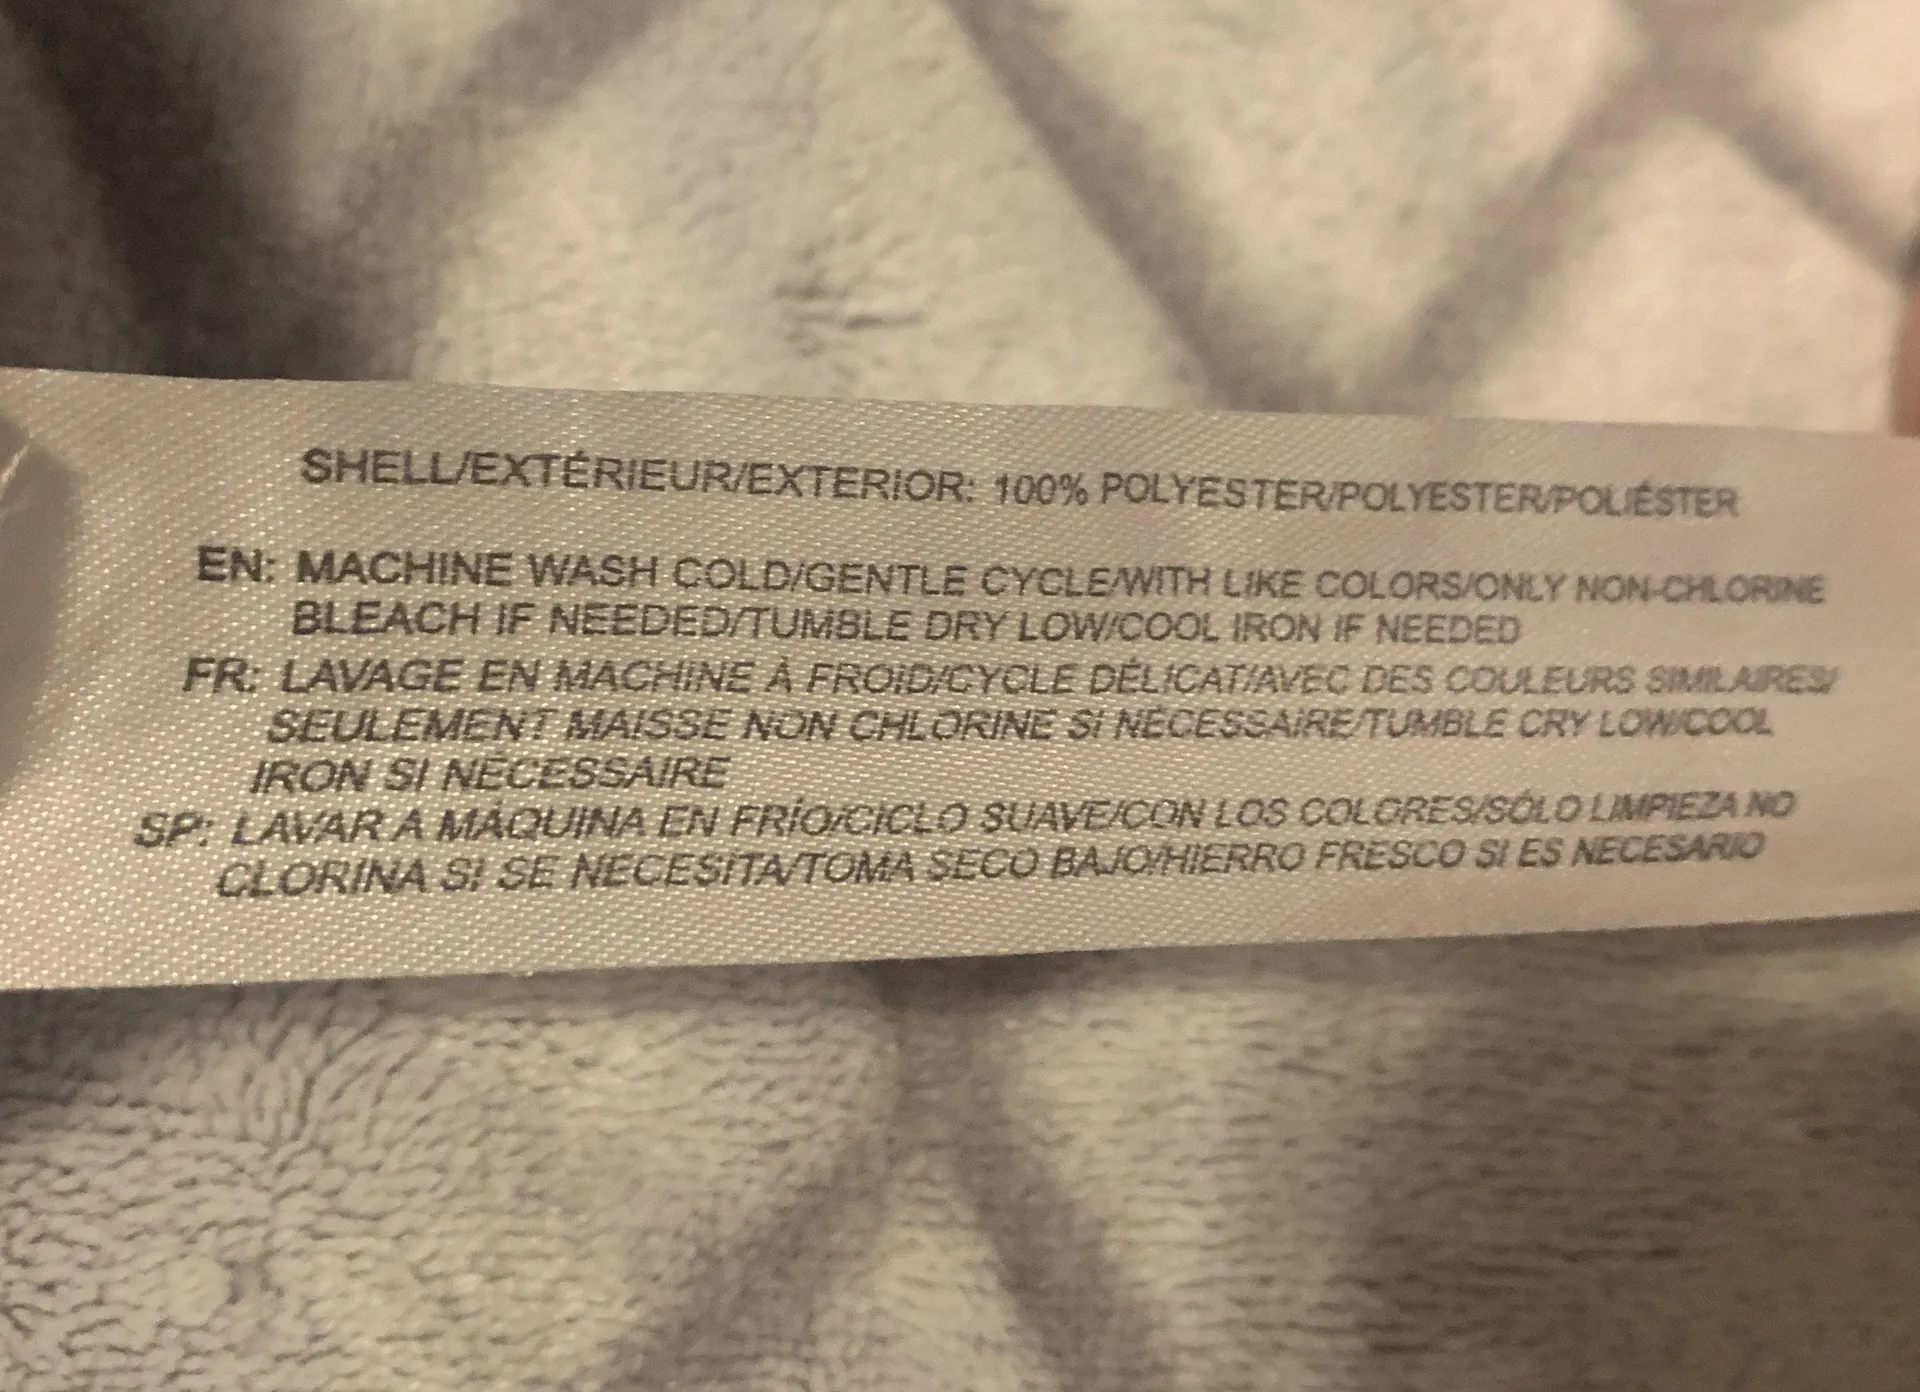 SHELL/EXTÉRIEUR/EXTERIOR: 100% POLYESTER/POLYESTER/POLIÉSTER
EN: MACHINE WASH COLD/GENTLE CYCLE/WITH LIKE COLORS/ONLY NON-CHLORINE
BLEACH IF NEEDED/TUMBLE DRY LOW/COOL IRON IF NEEDED
FR: LAVAGE EN MACHINE À FROID/CYCLE DÉLICAT/AVEC DES COULEURS SIMILAIRES/
SEULEMENT MAISSE NON CHLORINE SI NÉCESSAIRE/TUMBLE CRY LOW/COOL
IRON SI NÉCESSAIRE
SP: LAVAR A MÁQUINA EN FRÍO/CICLO SUAVE/CON LOS COLORES/SÓLO LIMPIEZA NO
CLORINA SI SE NECESITA/TOMA SECO BAJO/HIERRO FRESCO SI ES NECESARIO